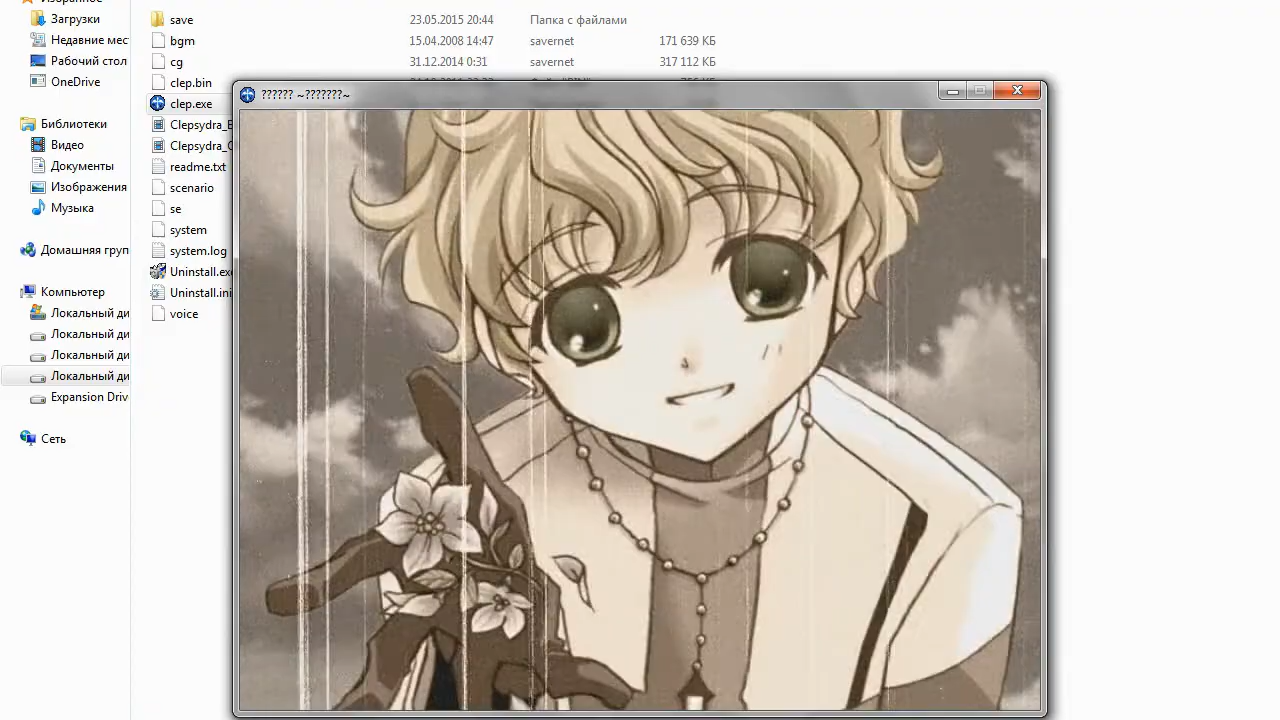 Загрузки
Недавние мес
Рабочий стол
OneDrive
Библиотеки
Видео
Документы
Изображения
Музыка
Домашняя груп
Компьютер
Локальный ди
Локальный ди
Локальный ди
Локальный ди
Expansion Driv
Сеть
save 23.05.2015 20:44 Папка с файлами
bgm 15.04.2008 14:47 savernet 171 639 КБ
cg 31.12.2014 0:31 savernet 317 112 КБ
clep.bin
clep.exe
Clepsydra_E
Clepsydra_
readme.txt
scenario
se
system
system.log
Uninstall.exe
Uninstall.ini
voice
?????? ~???????~